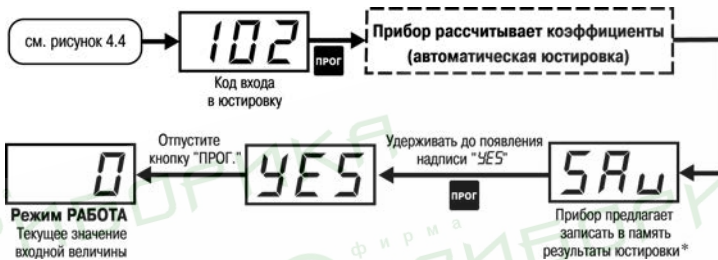 см. рисунок 4.4
102
Код входа
в юстировку
ПРОГ
Прибор рассчитывает коэффициенты
(автоматическая юстировка)
0
Режим РАБОТА
Текущее значение
входной величины
Отпустите
кнопку "ПРОГ."
YES
Удерживать до появления
надписи "YES"
ПРОГ
SAu
Прибор предлагает
записать в память
результаты юстировки*
фирма